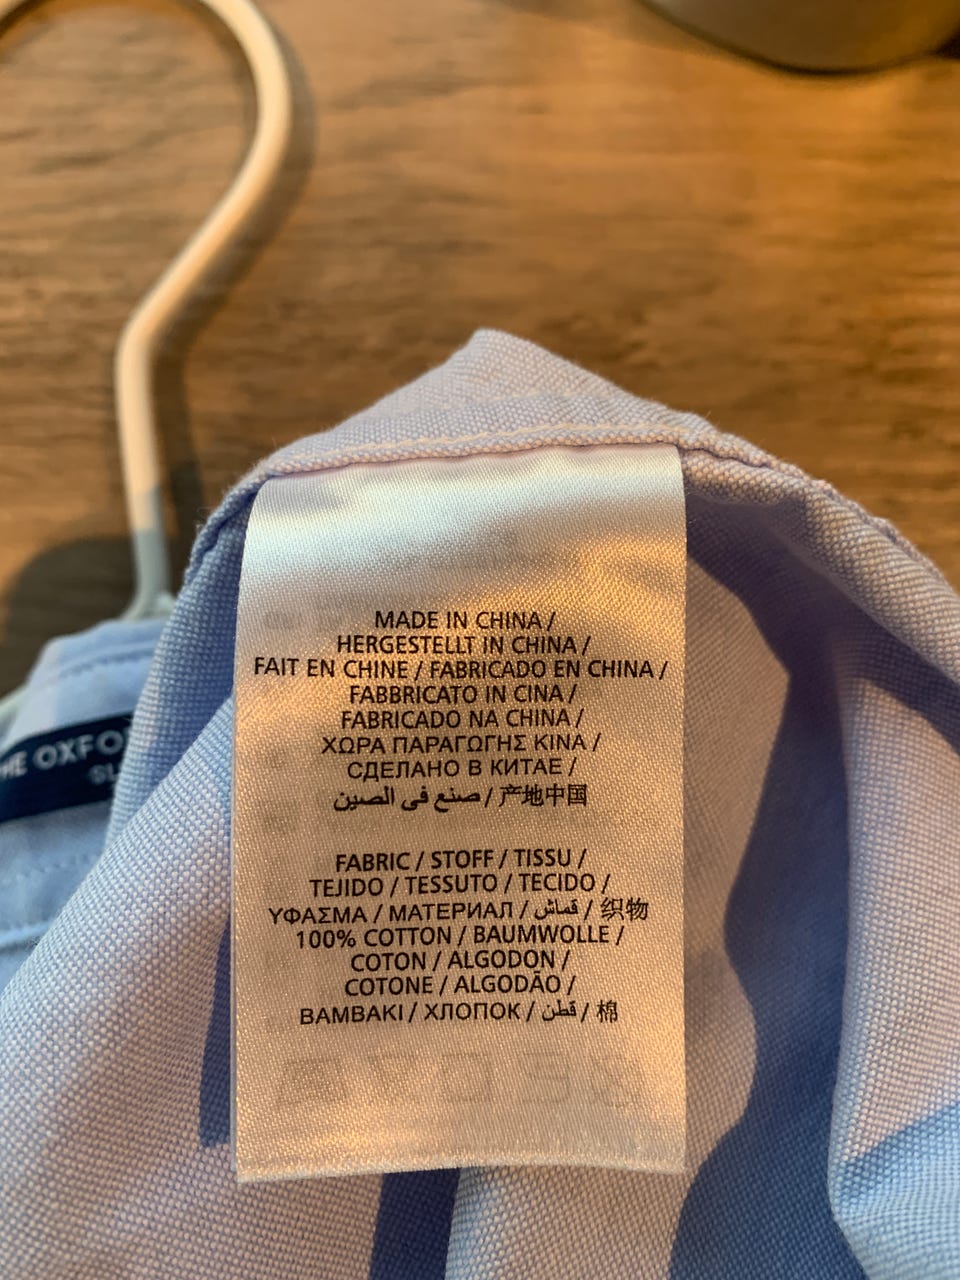 MADE IN CHINA /
HERGESTELLT IN CHINA /
FAIT EN CHINE / FABRICADO EN CHINA /
FABBRICATO IN CINA /
FABRICADO NA CHINA /
ΧΩΡΑ ΠΑΡΑΓΩΓΗΣ ΚΙΝΑ /
СДЕЛАНО В КИТАЕ /
صنع في الصين / 产地中国
FABRIC / STOFF / TISSU /
TEJIDO / TESSUTO / TECIDO /
ΥΦΑΣΜΑ / МАТЕРИАЛ / قماش / 织物
100% COTTON / BAUMWOLLE /
COTON / ALGODON /
COTONE / ALGODÃO /
ΒΑΜΒΑΚΙ / ХЛОПОК / قطن / 棉